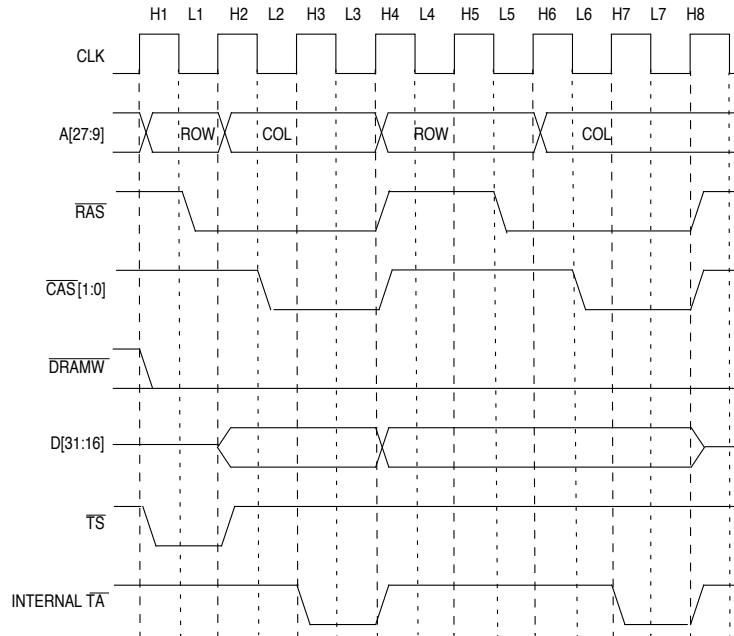 H1 L1 H2 L2 H3 L3 H4 L4 H5 L5 H6 L6 H7 L7 H8
CLK
A[27:9] ROW COL ROW COL
RAS
CAS[1:0]
DRAMW
D[31:16]
TS
INTERNAL TA